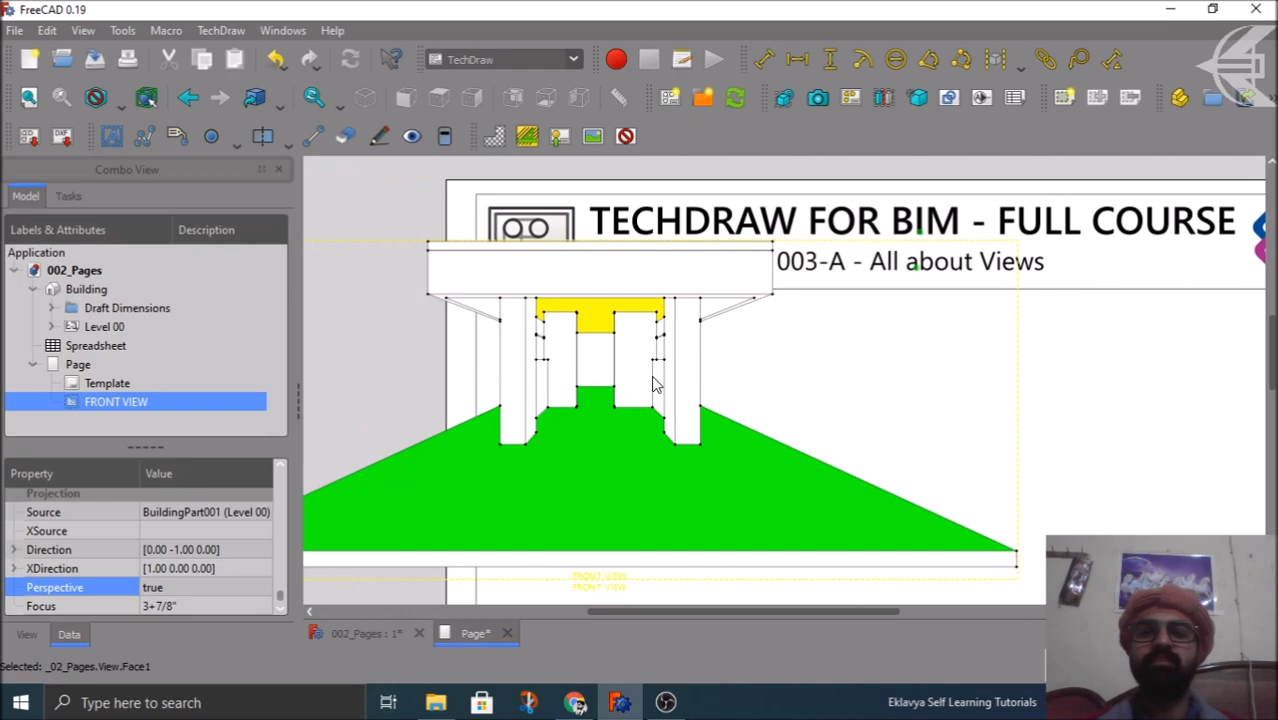 FreeCAD 0.19
File Edit View Tools Macro TechDraw Windows Help
TechDraw
Combo View
Model Tasks
Labels & Attributes Description
Application
002_Pages
Building
Draft Dimensions
Level 00
Spreadsheet
Page
Template
FRONT VIEW
Property Value
Projection
Source BuildingPart001 (Level 00)
XSource
Direction [0.00 -1.00 0.00]
XDirection [1.00 0.00 0.00]
Perspective true
Focus 3+7/8"
View Data
TECHDRAW FOR BIM - FULL COURSE
003-A - All about Views
FRONT VIEW
FRONT VIEW
002_Pages : 1*
Page*
Selected: _02_Pages.View.Face1
Type here to search
Eklavya Self Learning Tutorials